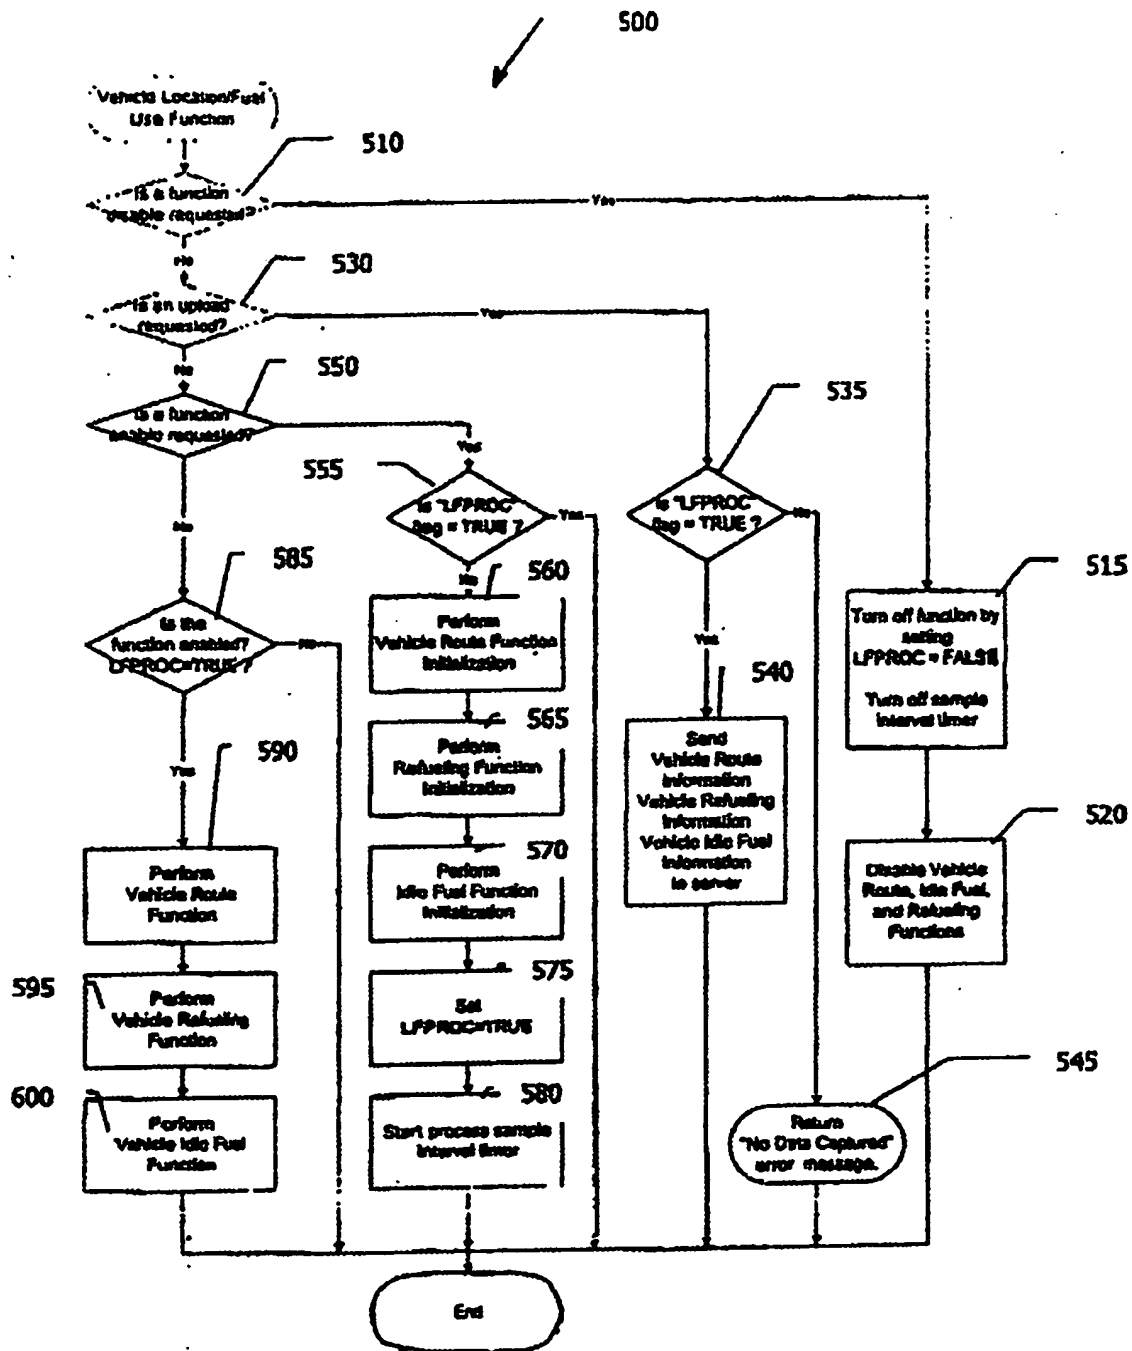 500
Vehicle Location/Fuel
Use Function
510
Is a function
disable requested?
Yes
No
530
Is an upload
requested?
Yes
No
550
Is a function
enable requested?
Yes
No
535
Is "LFPROC"
flag = TRUE ?
No
Yes
555
Is "LFPROC"
flag = TRUE ?
Yes
No
585
Is the
function enabled?
LFPROC=TRUE ?
No
Yes
560
Perform
Vehicle Route Function
Initialization
565
Perform
Refueling Function
Initialization
570
Perform
Idle Fuel Function
Initialization
575
Set
LFPROC=TRUE
580
Start process sample
interval timer
540
Send
Vehicle Route
Information
Vehicle Refueling
Information
Vehicle Idle Fuel
Information
to server
515
Turn off function by
setting
LFPROC = FALSE
Turn off sample
interval timer
520
Disable Vehicle
Route, Idle Fuel,
and Refueling
Functions
590
Perform
Vehicle Route
Function
595
Perform
Vehicle Refueling
Function
600
Perform
Vehicle Idle Fuel
Function
545
Return
"No Data Captured"
error message.
End